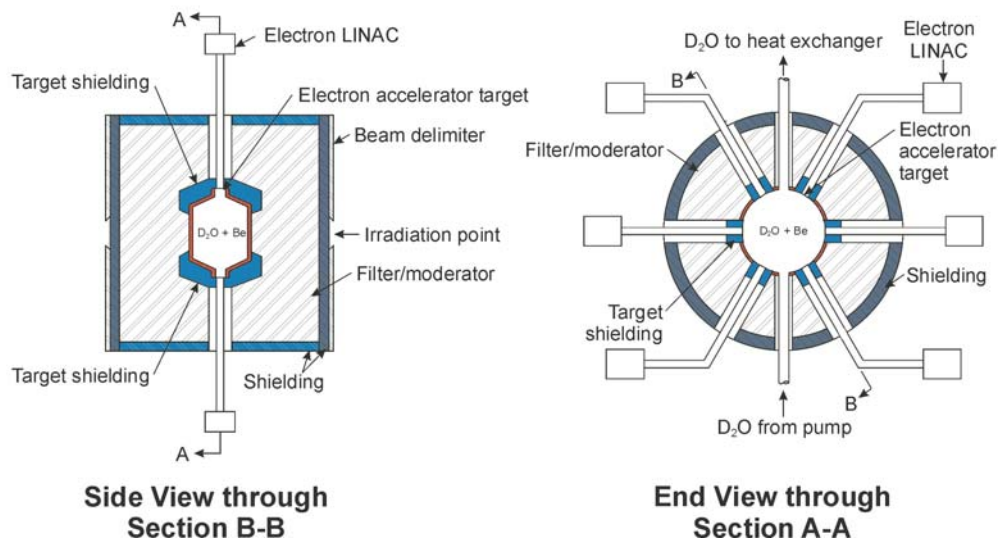 A
Electron LINAC
Target shielding
Electron accelerator target
Beam delimiter
D₂O + Be
Irradiation point
Filter/moderator
Target shielding
Shielding
A
Side View through
Section B-B
D₂O to heat exchanger
Electron
LINAC
B
Filter/moderator
Electron
accelerator
target
D₂O + Be
Shielding
Target
shielding
B
D₂O from pump
End View through
Section A-A